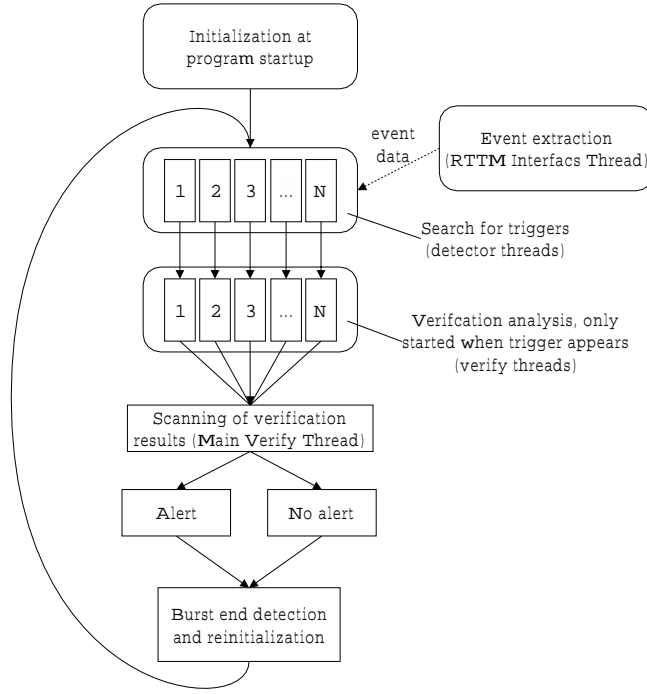 Initialization at
program startup
event
data
Event extraction
(RTTM Interfacs Thread)
1 2 3 ... N
Search for triggers
(detector threads)
1 2 3 ... N
Verifcation analysis, only
started when trigger appears
(verify threads)
Scanning of verification
results (Main Verify Thread)
Alert
No alert
Burst end detection
and reinitialization